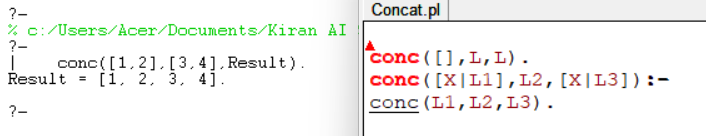 ?-
% c:/Users/Acer/Documents/Kiran AI
?-
|    conc([1,2],[3,4],Result).
Result = [1, 2, 3, 4].
?-
Concat.pl
conc([],L,L).
conc([X|L1],L2,[X|L3]):-
conc(L1,L2,L3).